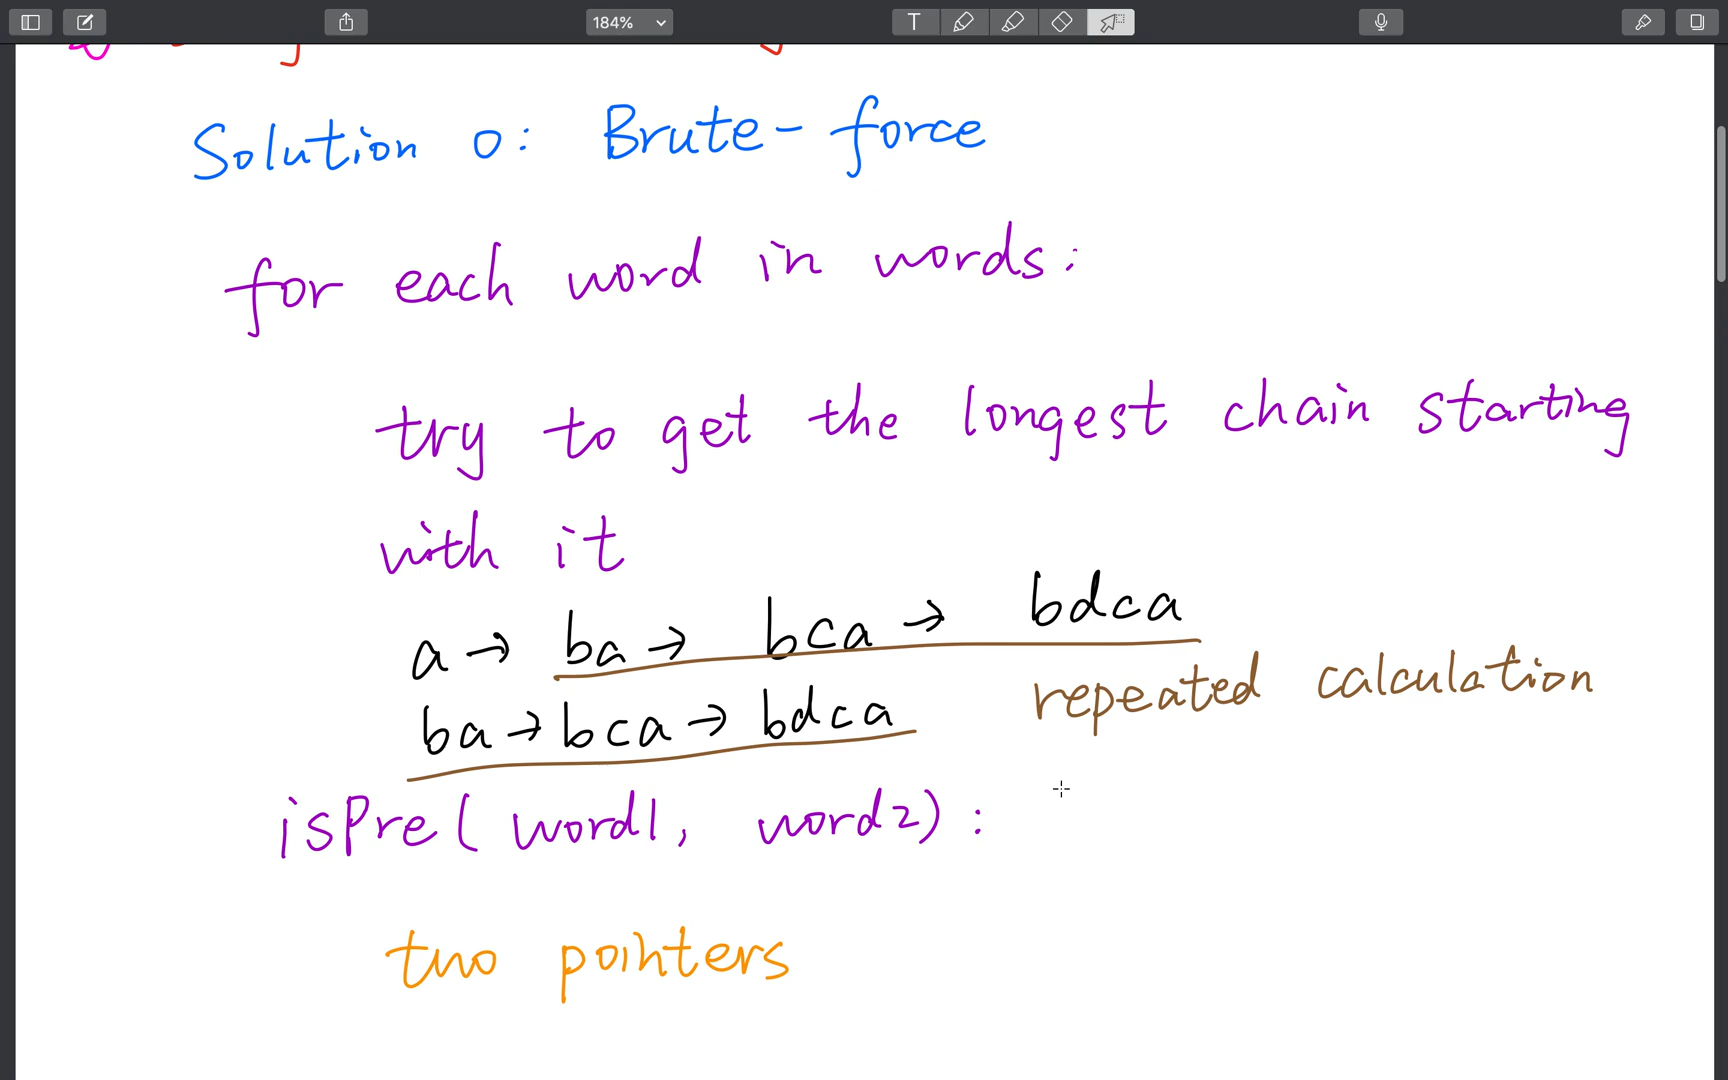 184%
T
Solution 0: Brute-force
for each word in words:
try to get the longest chain starting
with it
a → ba → bca → bdca
repeated calculation
ba → bca → bdca
isPre( word1, word2) :
two pointers